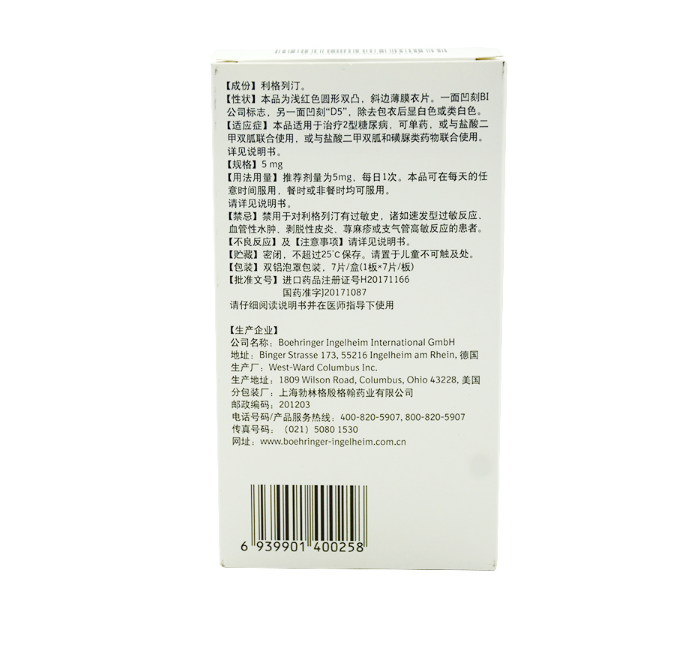 【成份】利格列汀。
【性状】本品为浅红色圆形双凸，斜边薄膜衣片。一面凹刻BI
公司标志，另一面凹刻“D5”，除去包衣后显白色或类白色。
【适应症】本品适用于治疗2型糖尿病，可单药，或与盐酸二
甲双胍联合使用，或与盐酸二甲双胍和磺脲类药物联合使用。
详见说明书。
【规格】5 mg
【用法用量】推荐剂量为5mg，每日1次。本品可在每天的任
意时间服用，餐时或非餐时均可服用。
请详见说明书。
【禁忌】禁用于对利格列汀有过敏史，诸如速发型过敏反应、
血管性水肿、剥脱性皮炎、荨麻疹或支气管高敏反应的患者。
【不良反应】及【注意事项】请详见说明书。
【贮藏】密闭，不超过25℃保存。请置于儿童不可触及处。
【包装】双铝泡罩包装，7片/盒(1板×7片/板)
【批准文号】进口药品注册证号H20171166
国药准字J20171087
请仔细阅读说明书并在医师指导下使用
【生产企业】
公司名称：Boehringer Ingelheim International GmbH
地址：Binger Strasse 173, 55216 Ingelheim am Rhein, 德国
生产厂：West-Ward Columbus Inc.
生产地址：1809 Wilson Road, Columbus, Ohio 43228, 美国
分包装厂：上海勃林格殷格翰药业有限公司
邮政编码：201203
电话号码/产品服务热线：400-820-5907, 800-820-5907
传真号码：（021）5080 1530
网址：www.boehringer-ingelheim.com.cn
6 939901 400258